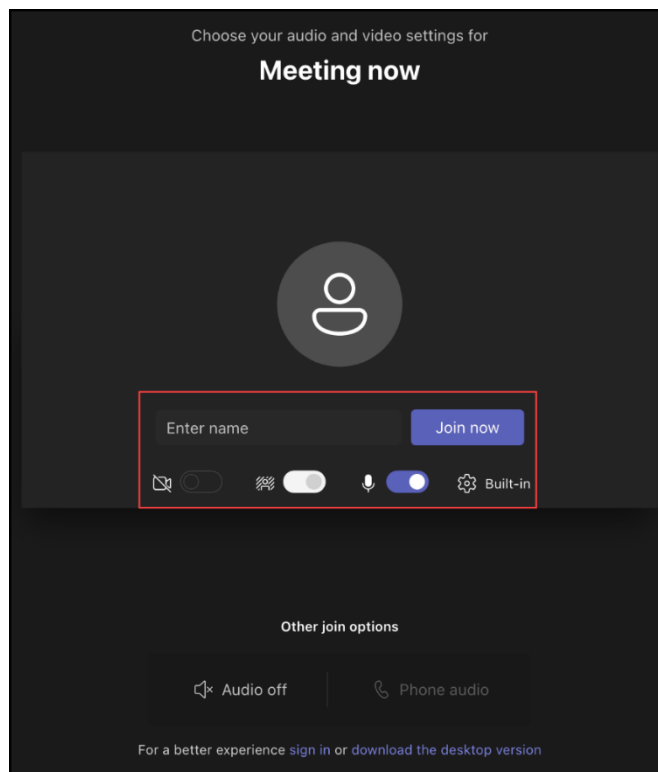 Choose your audio and video settings for
Meeting now
Enter name
Join now
Built-in
Other join options
Audio off
Phone audio
For a better experience sign in or download the desktop version